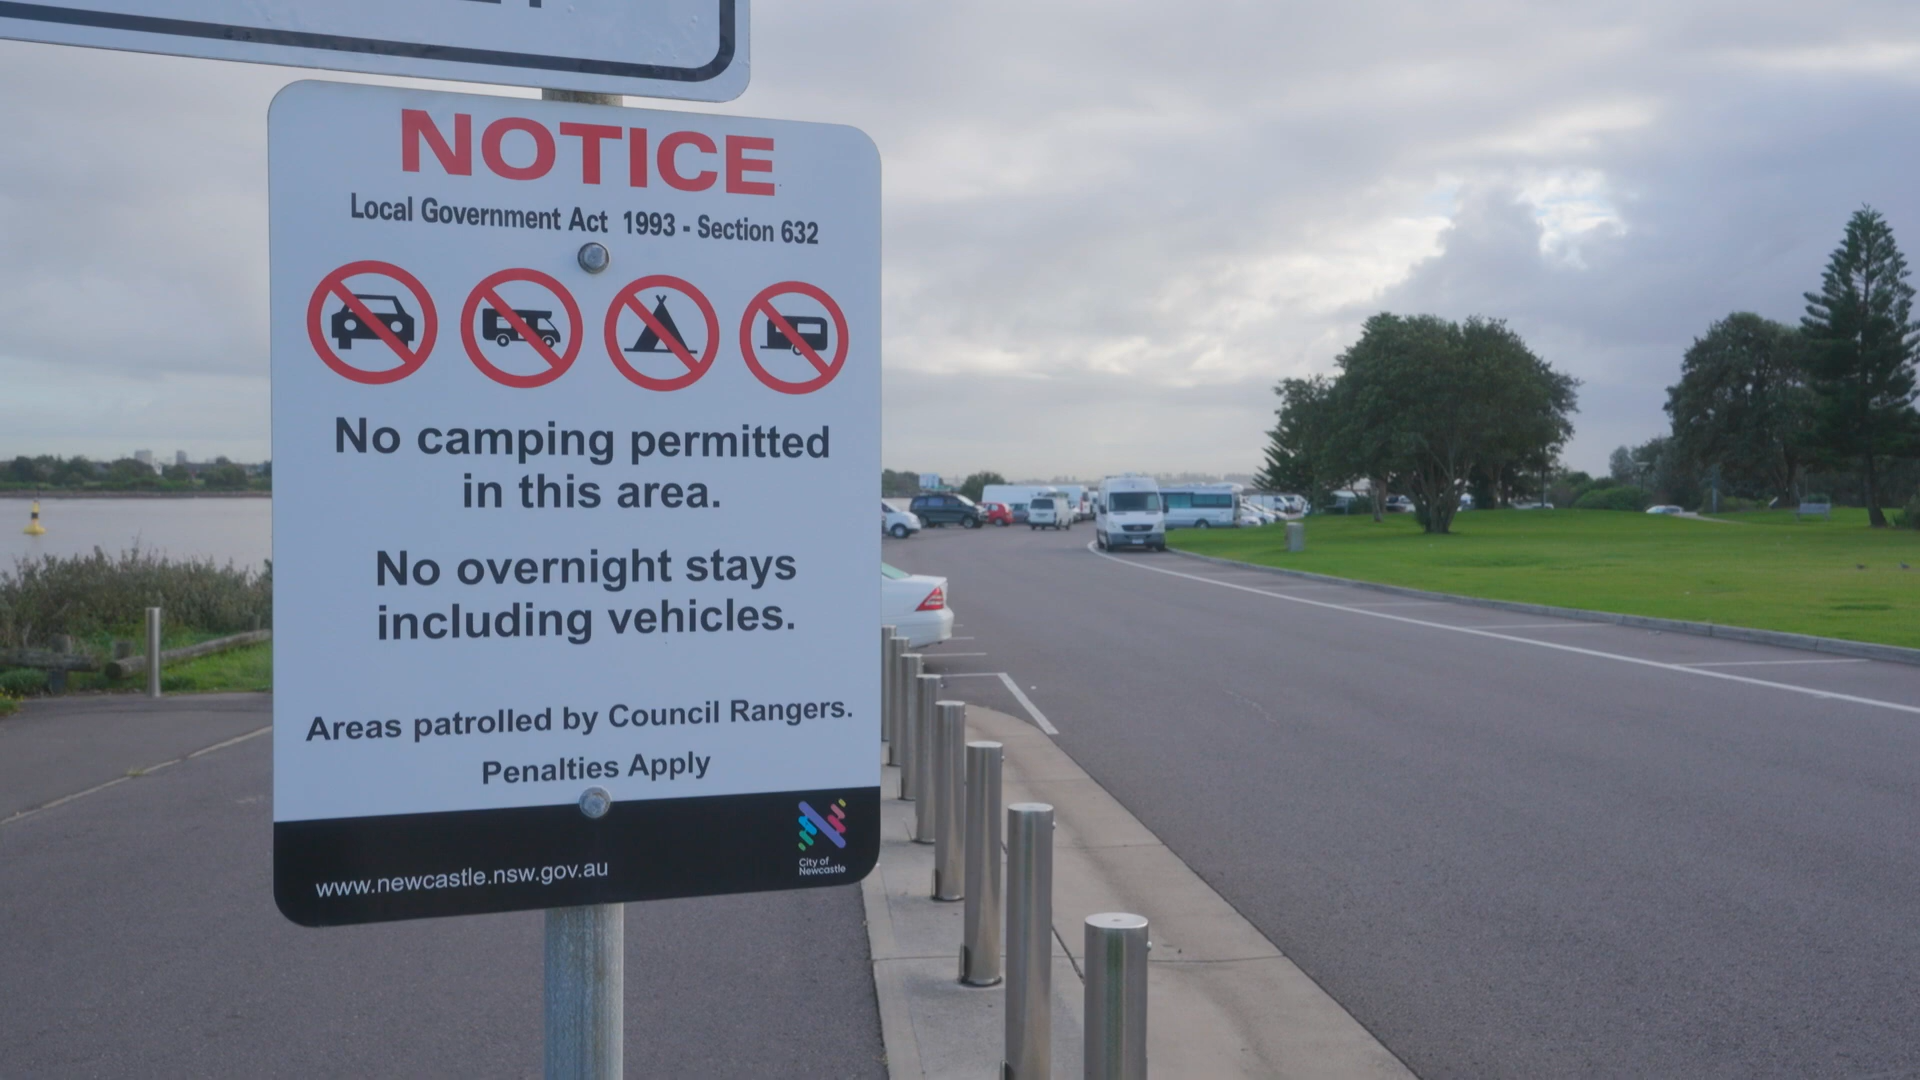 NOTICE
Local Government Act 1993 - Section 632
No camping permitted
in this area.
No overnight stays
including vehicles.
Areas patrolled by Council Rangers.
Penalties Apply
www.newcastle.nsw.gov.au
City of
Newcastle